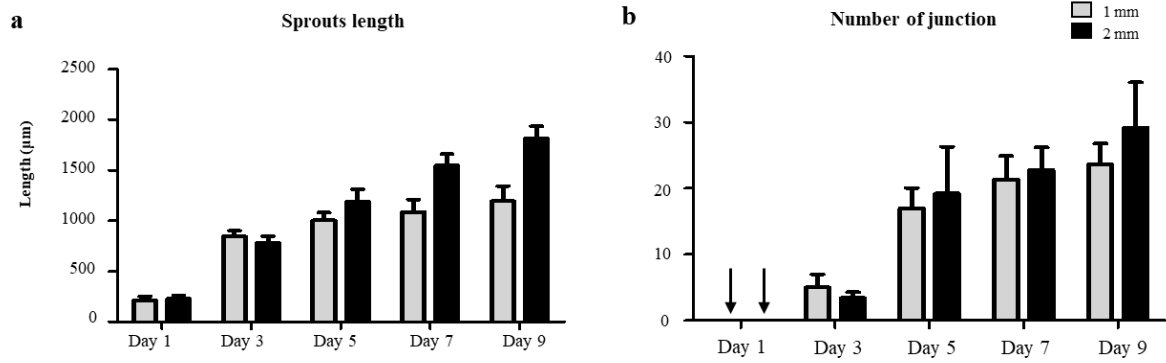 a
Sprouts length
Length (µm)
2500
2000
1500
1000
500
0
Day 1 Day 3 Day 5 Day 7 Day 9
b
Number of junction
1 mm
2 mm
40
30
20
10
0
Day 1 Day 3 Day 5 Day 7 Day 9